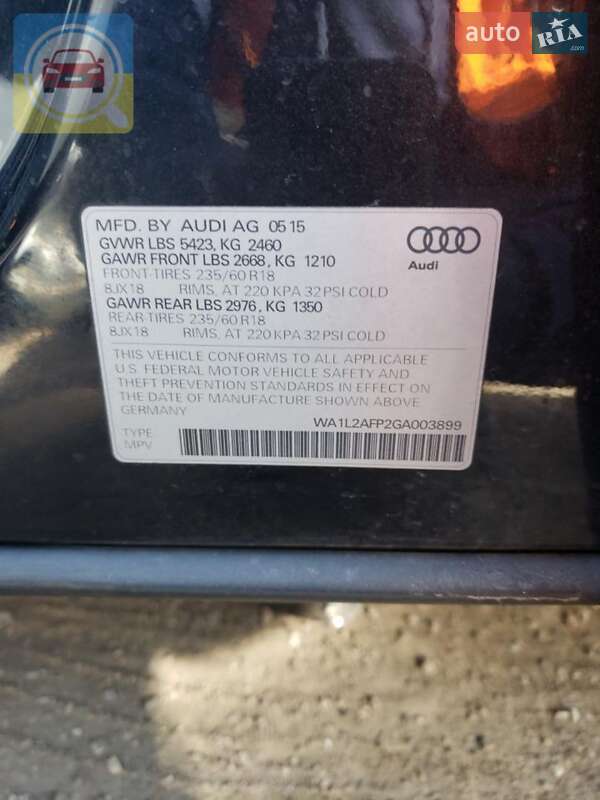 auto RIA.com
MFD. BY AUDI AG 05 15
GVWR LBS 5423, KG 2460
GAWR FRONT LBS 2668, KG 1210
FRONT-TIRES 235/60 R18
8JX18 RIMS, AT 220 KPA 32 PSI COLD
GAWR REAR LBS 2976, KG 1350
REAR-TIRES 235/60 R18
8JX18 RIMS, AT 220 KPA 32 PSI COLD
Audi
THIS VEHICLE CONFORMS TO ALL APPLICABLE
U.S. FEDERAL MOTOR VEHICLE SAFETY AND
THEFT PREVENTION STANDARDS IN EFFECT ON
THE DATE OF MANUFACTURE SHOWN ABOVE
GERMANY
WA1L2AFP2GA003899
TYPE
MPV